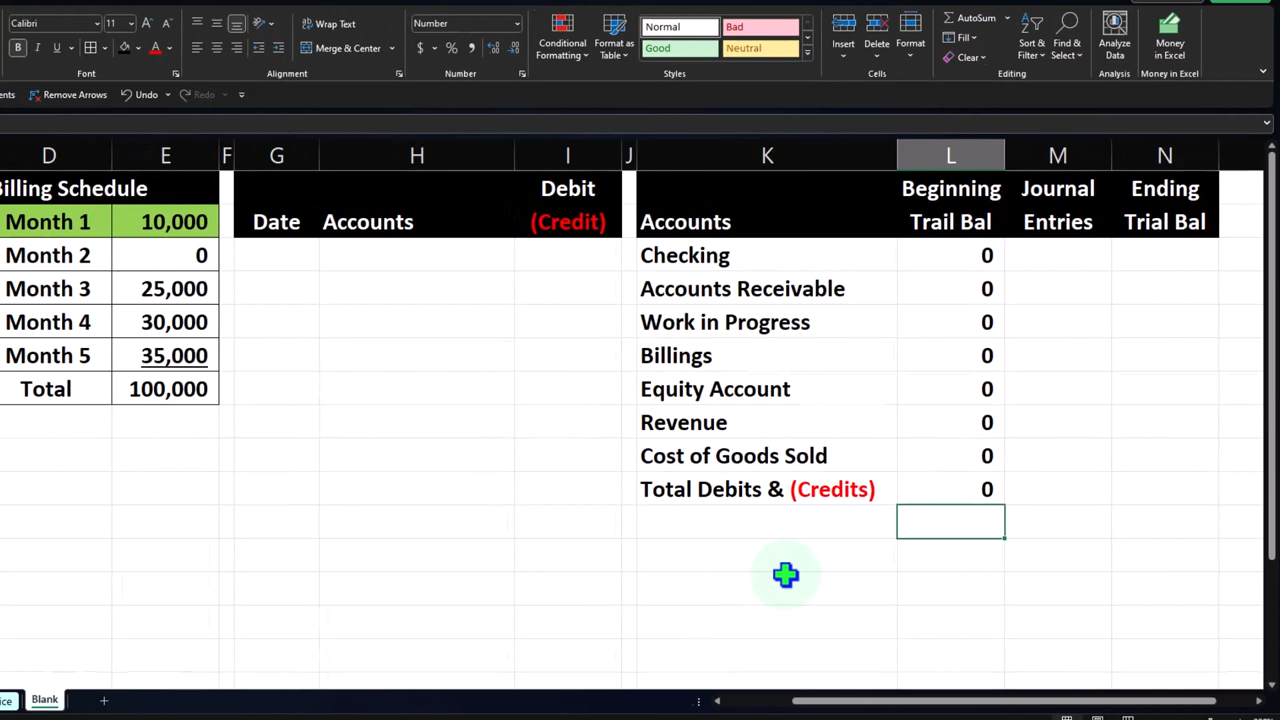 Calibri 11 A A Wrap Text Number Conditional Formatting Format as Table Normal Bad Insert Delete Format AutoSum Sort & Filter Find & Select Analyze Data Money in Excel
B I U A Merge & Center $ % Good Neutral Fill
Clear
Font Alignment Number Styles Cells Editing Analysis Money in Excel
ents Remove Arrows Undo Redo
D E F G H I J K L M N
Billing Schedule Debit Beginning Journal Ending
Month 1 10,000 Date Accounts (Credit) Accounts Trail Bal Entries Trial Bal
Month 2 0 Checking 0
Month 3 25,000 Accounts Receivable 0
Month 4 30,000 Work in Progress 0
Month 5 35,000 Billings 0
Total 100,000 Equity Account 0
Revenue 0
Cost of Goods Sold 0
Total Debits & (Credits) 0
ice Blank